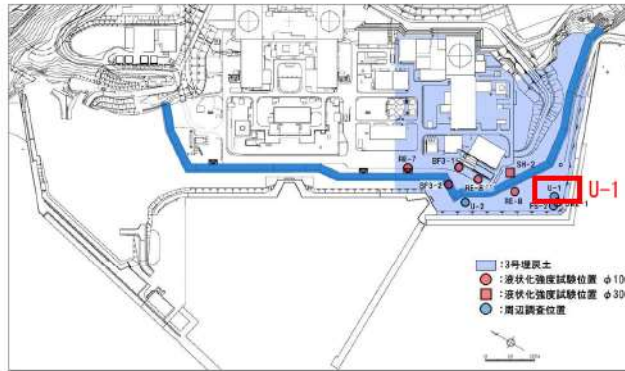 RE-7
BF3-1
SH-2
RE-A
BF3-2
RE-B
U-1
U-1
U-3
FS-2
:3号埋戻土
:液状化強度試験位置 φ100
:液状化強度試験位置 φ300
:周辺調査位置